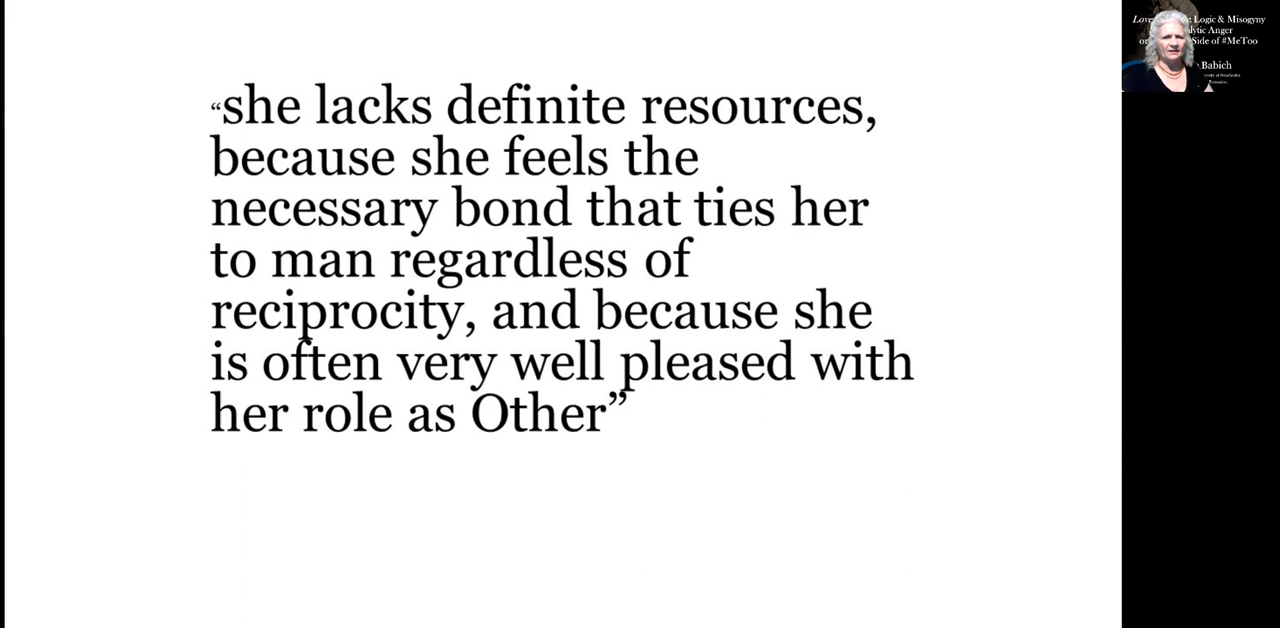 “she lacks definite resources,
because she feels the
necessary bond that ties her
to man regardless of
reciprocity, and because she
is often very well pleased with
her role as Other”
Love Logic & Misogyny
Anger
Side of #MeToo
Babich